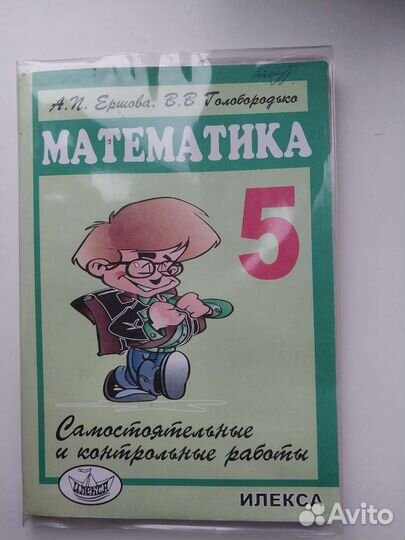 А.П. Ершова, В.В Голобородько
МАТЕМАТИКА
5
Самостоятельные
и контрольные работы
ИЛЕКСА
ИЛЕКСА
Avito